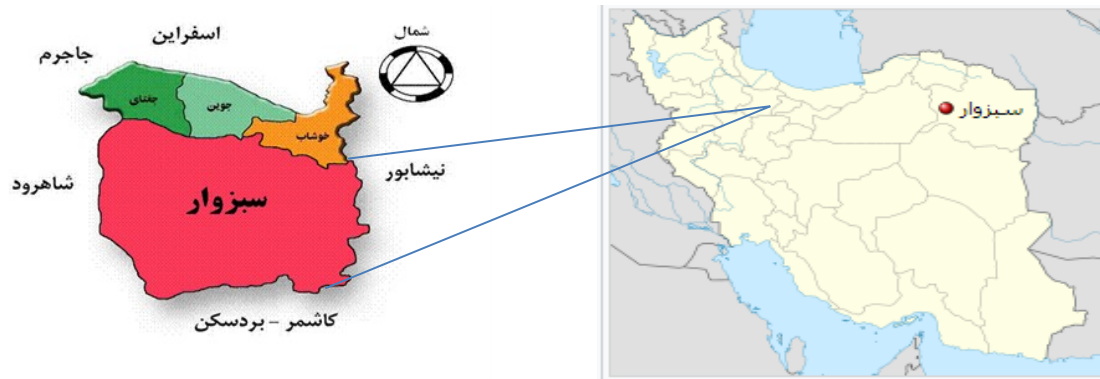 اسفراین
شمال
جاجرم
جغتای
جوین
خوشاب
نیشابور
شاهرود
سبزوار
کاشمر - بردسکن
سبزوار